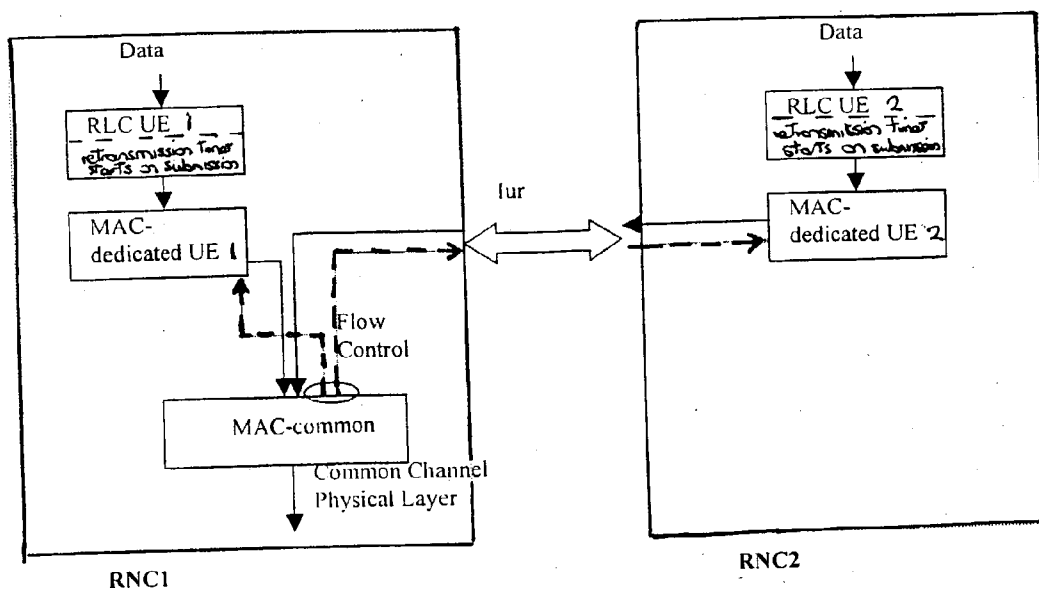 Data
RLC UE 1
retransmission timer
starts on submission
MAC-
dedicated UE 1
Flow
Control
MAC-common
Common Channel
Physical Layer
RNC1
Iur
Data
RLC UE 2
retransmission timer
starts on submission
MAC-
dedicated UE 2
RNC2